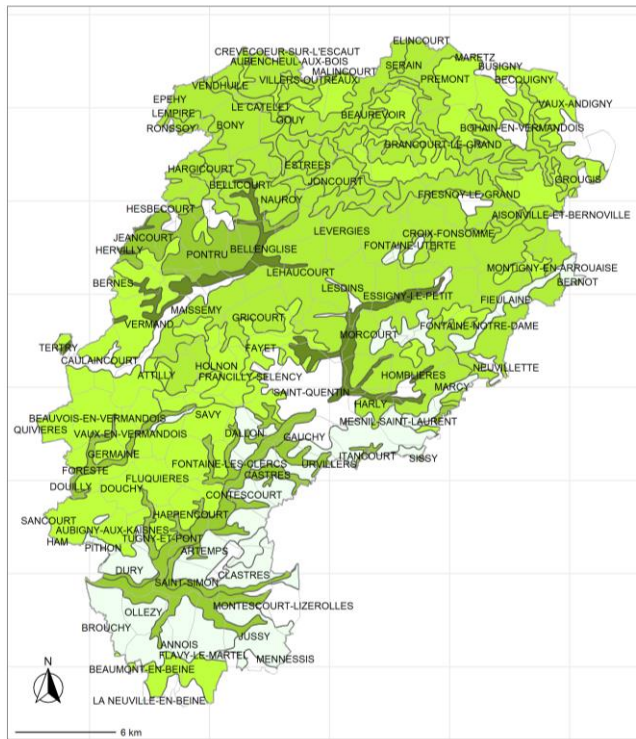 ELINCOURT
CREVECOEUR-SUR-L'ESCAUT
MARETZ
AUBENCHEUL-AUX-BOIS
SERAIN
BUSIGNY
MALINCOURT
VENDHUILE
VILLERS-OUTREAUX
PREMONT
BECQUIGNY
EPEHY
LE CATELET
VAUX-ANDIGNY
LEMPIRE
GOUY
BEAUREVOIR
RONSSOY
BONY
BOHAIN-EN-VERMANDOIS
BRANCOURT-LE-GRAND
HARGICOURT
ESTREES
JONCOURT
GROUGIS
BELLICOURT
NAUROY
FRESNOY-LE-GRAND
HESBECOURT
AISONVILLE-ET-BERNOVILLE
JEANCOURT
LEVERGIES
CROIX-FONSOMME
HERVILLY
PONTRU
BELLENGLISE
FONTAINE-UTERTE
LEHAUCOURT
MONTIGNY-EN-ARROUAISE
BERNES
LESDINS
BERNOT
MAISSEMY
ESSIGNY-LE-PETIT
FIEULAINE
VERMAND
GRICOURT
FONTAINE-NOTRE-DAME
MORCOURT
TERTRY
FAYET
CAULAINCOURT
HOLNON
HOMBLIERES
NEUVILLETTE
ATTILLY
FRANCILLY-SELENCY
MARCY
SAINT-QUENTIN
HARLY
BEAUVOIS-EN-VERMANDOIS
SAVY
MESNIL-SAINT-LAURENT
QUIVIERES
VAUX-EN-VERMANDOIS
DALLON
GAUCHY
GERMAINE
ITANCOURT
SISSY
FORESTE
FONTAINE-LES-CLERCS
URVILLERS
FLUQUIERES
CASTRES
DOUILLY
DOUCHY
CONTESCOURT
HAPPENCOURT
SANCOURT
AUBIGNY-AUX-KAISNES
TUGNY-ET-PONT
HAM
PITHON
ARTEMPS
DURY
CLASTRES
SAINT-SIMON
OLLEZY
MONTESCOURT-LIZEROLLES
BROUCHY
JUSSY
ANNOIS
FLAVY-LE-MARTEL
MENNESSIS
BEAUMONT-EN-BEINE
N
LA NEUVILLE-EN-BEINE
6 km